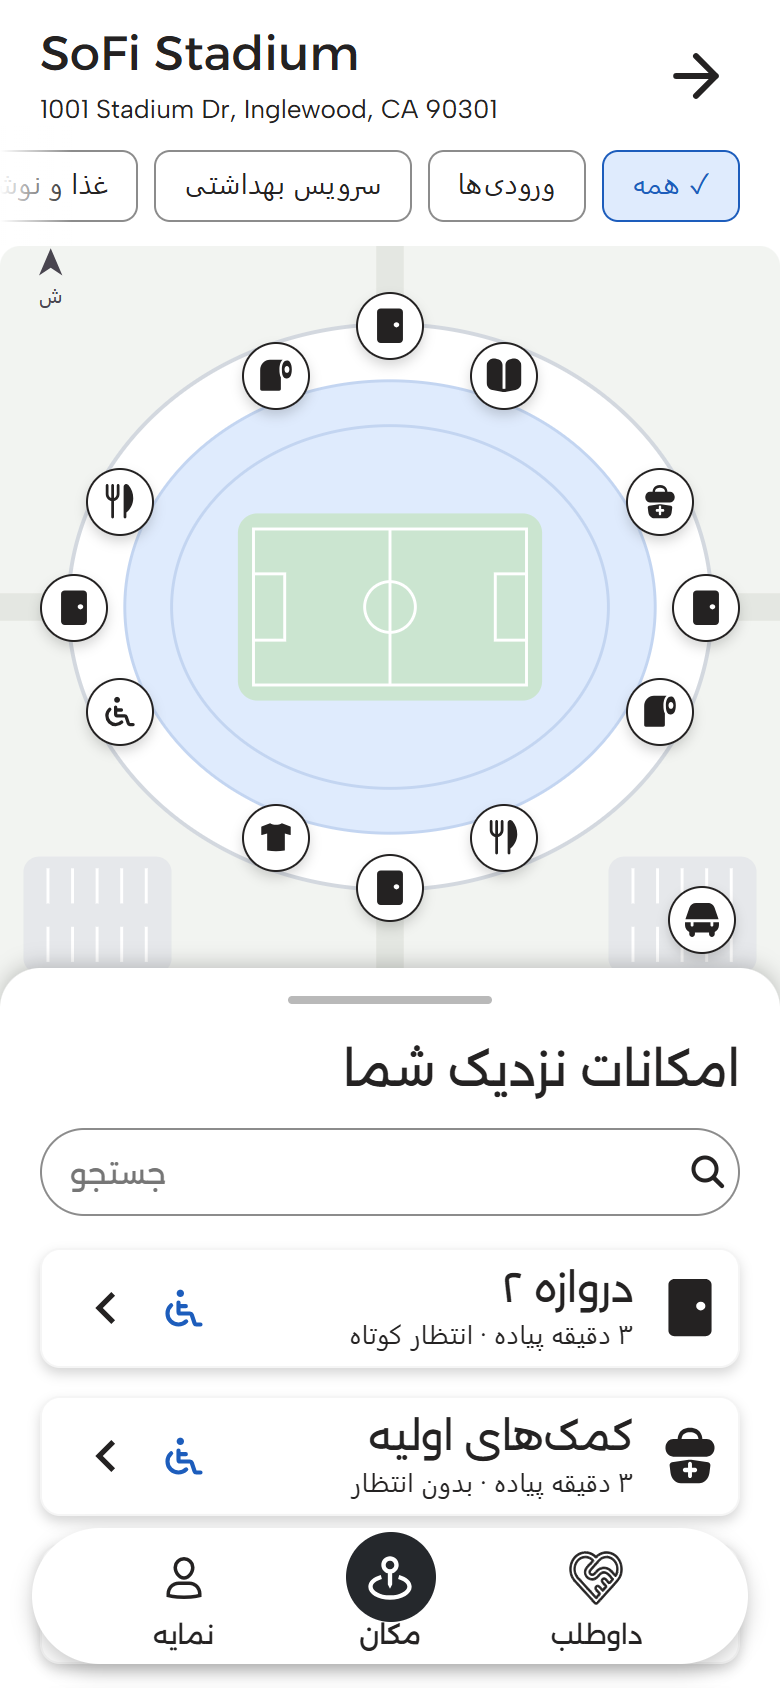 SoFi Stadium
1001 Stadium Dr, Inglewood, CA 90301
✓ همه
ورودی‌ها
سرویس بهداشتی
غذا و
ش
امکانات نزدیک شما
جستجو
دروازه ۲
۳ دقیقه پیاده · انتظار کوتاه
کمک‌های اولیه
۳ دقیقه پیاده · بدون انتظار
داوطلب
مکان
نمایه